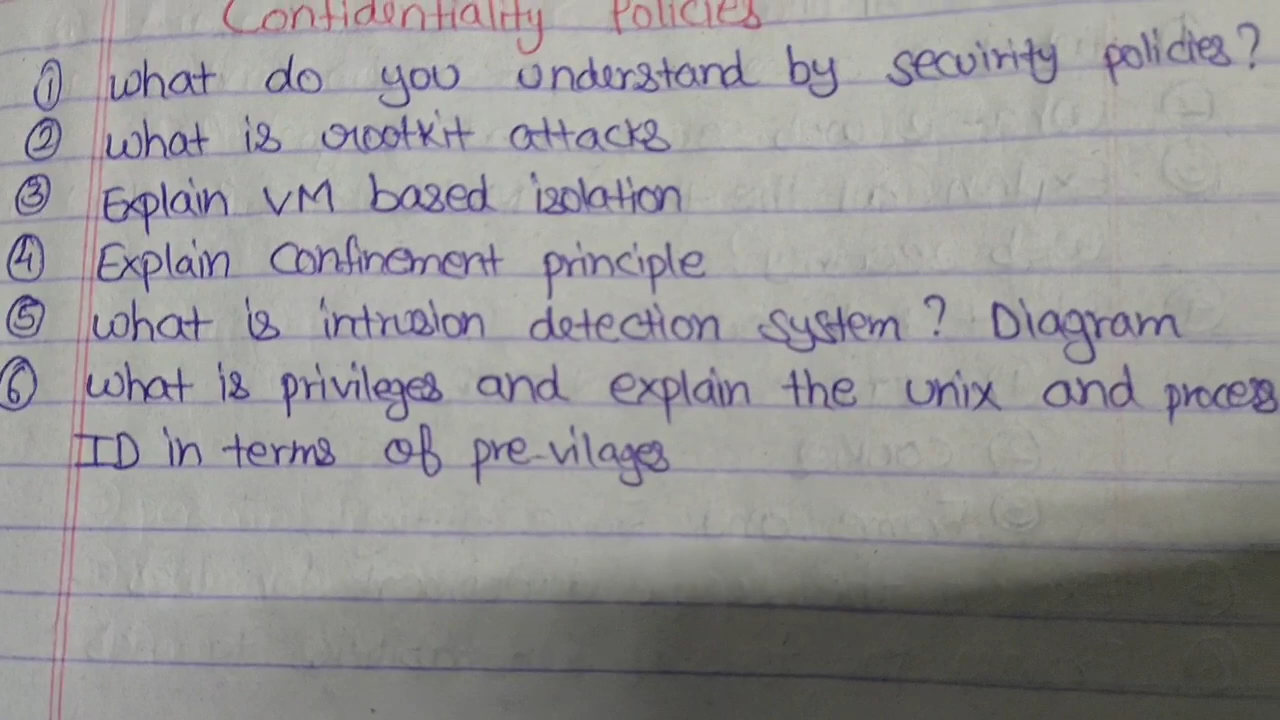 Confidentiality Policies
① What do you understand by secuirity policies?
② What is rootkit attacks
③ Explain VM based isolation
④ Explain Confinement principle
⑤ What is intrusion detection system? Diagram
⑥ What is privileges and explain the unix and process
ID in terms of pre-vilages